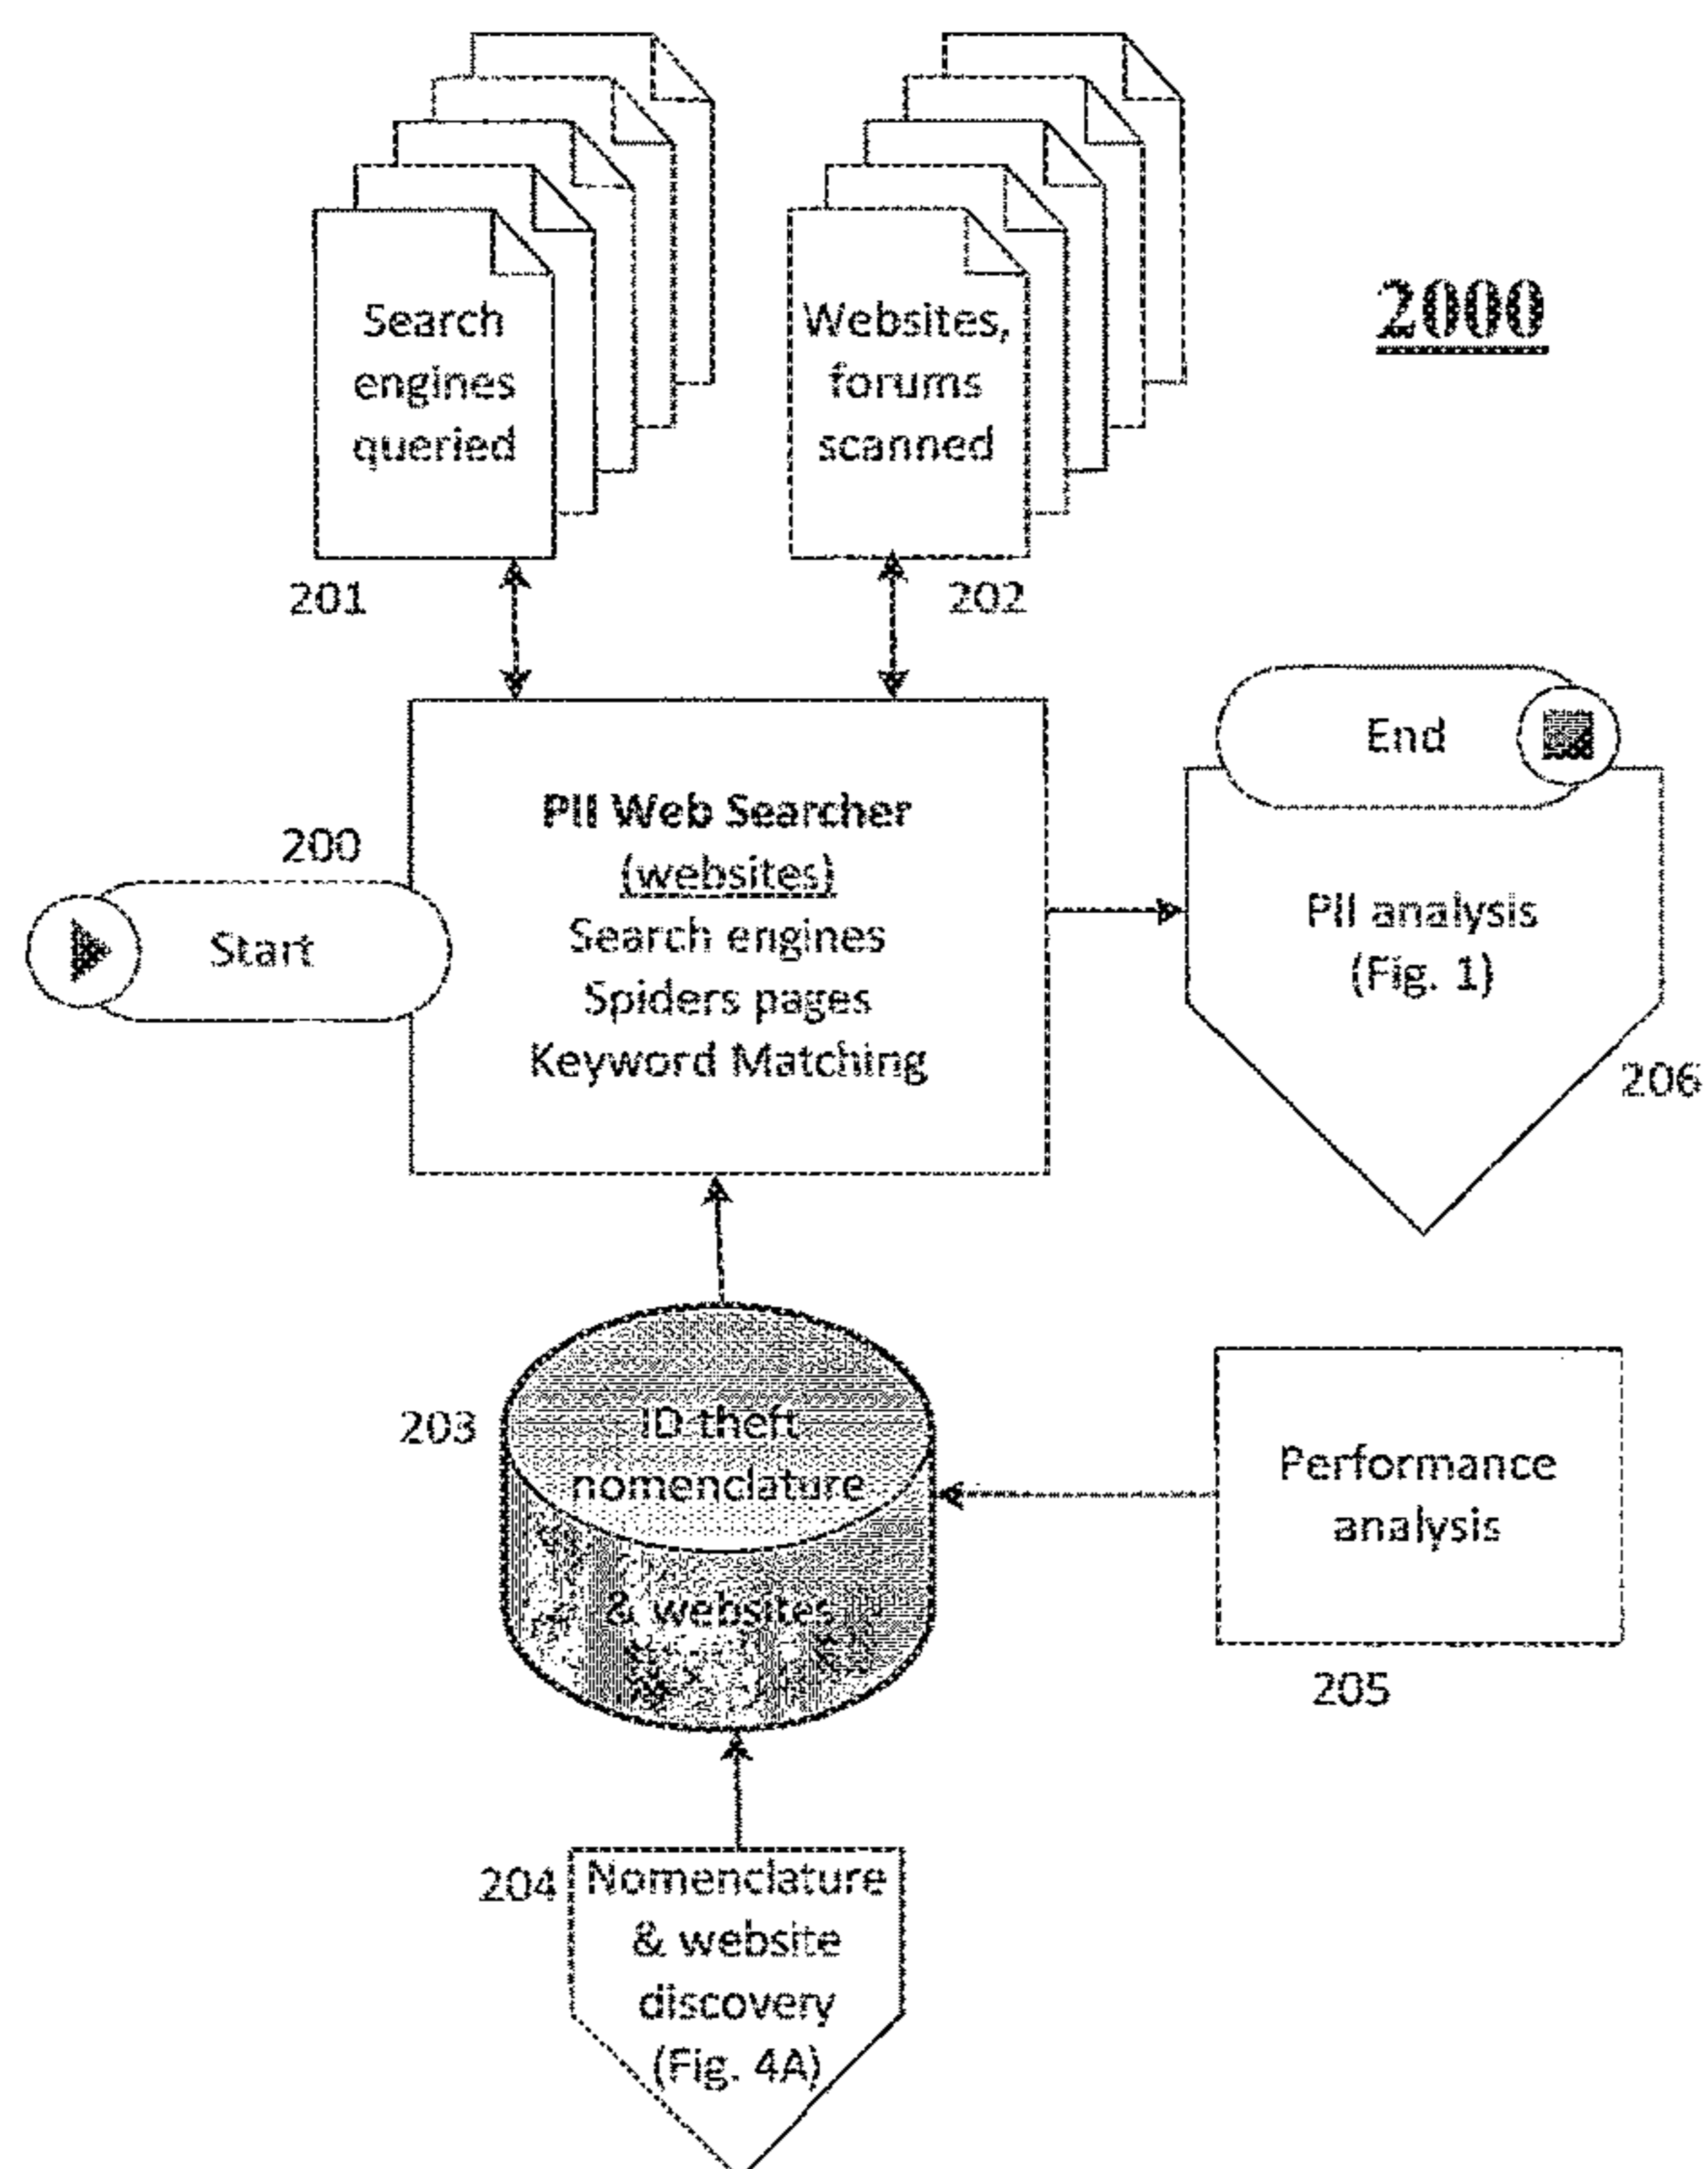 Search
engines
queried
Websites,
forums
scanned
2000
201
202
End
PII Web Searcher
(websites)
Search engines
Spiders pages
Keyword Matching
200
Start
PII analysis
(Fig. 1)
206
203
ID theft
nomenclature
& websites
Performance
analysis
205
204
Nomenclature
& website
discovery
(Fig. 4A)